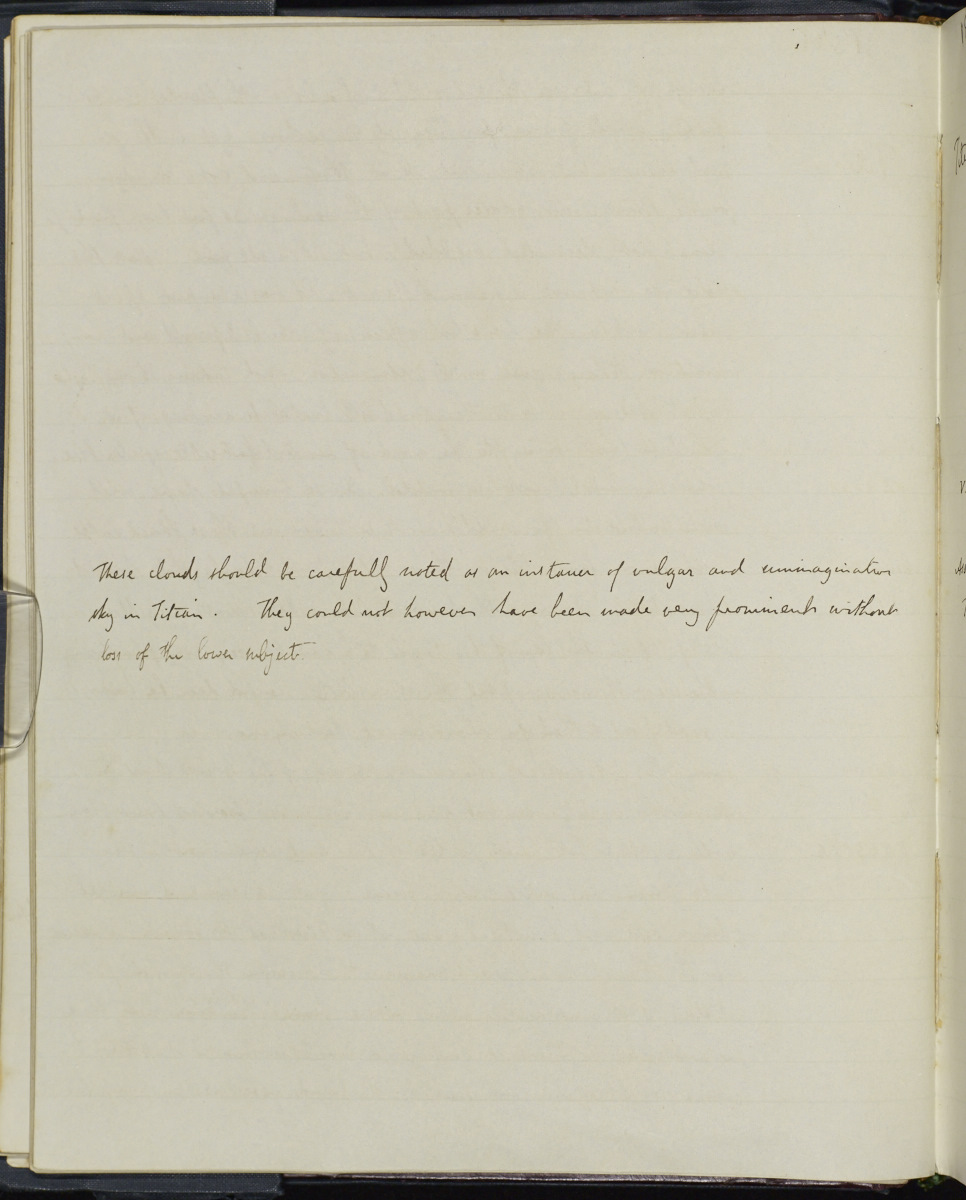 These clouds should be carefully noted as an instance of vulgar and unimaginative
sky in Titian. They could not however have been made very prominent without
loss of the lower subject.